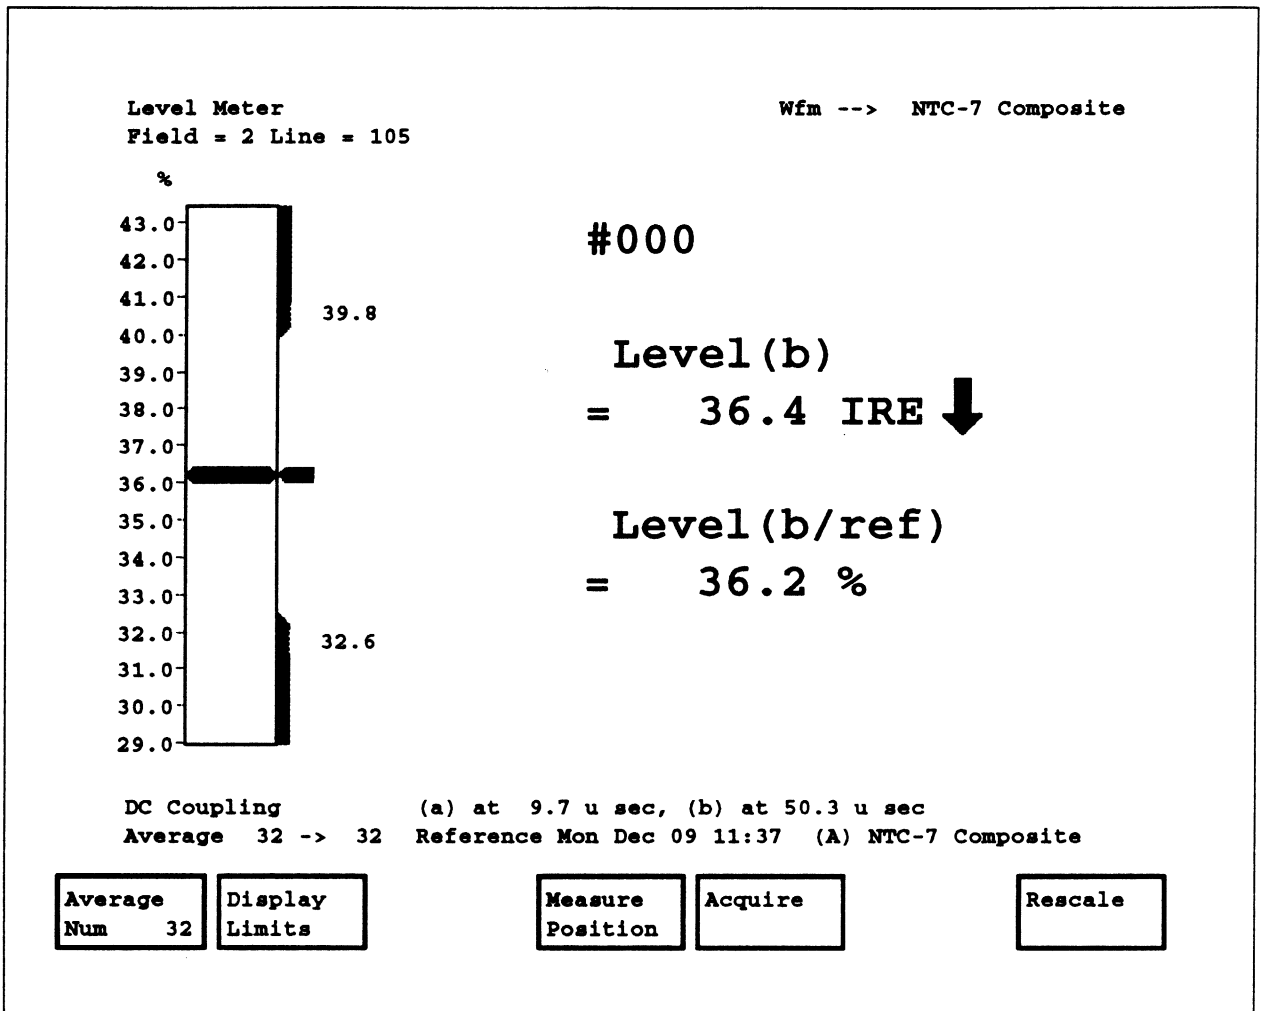 Level Meter
Wfm --> NTC-7 Composite
Field = 2 Line = 105
%
43.0
42.0
41.0
40.0
39.0
38.0
37.0
36.0
35.0
34.0
33.0
32.0
31.0
30.0
29.0
39.8
32.6
#000
Level(b)
= 36.4 IRE
Level(b/ref)
= 36.2 %
DC Coupling (a) at 9.7 u sec, (b) at 50.3 u sec
Average 32 -> 32 Reference Mon Dec 09 11:37 (A) NTC-7 Composite
Average
Num 32
Display
Limits
Measure
Position
Acquire
Rescale